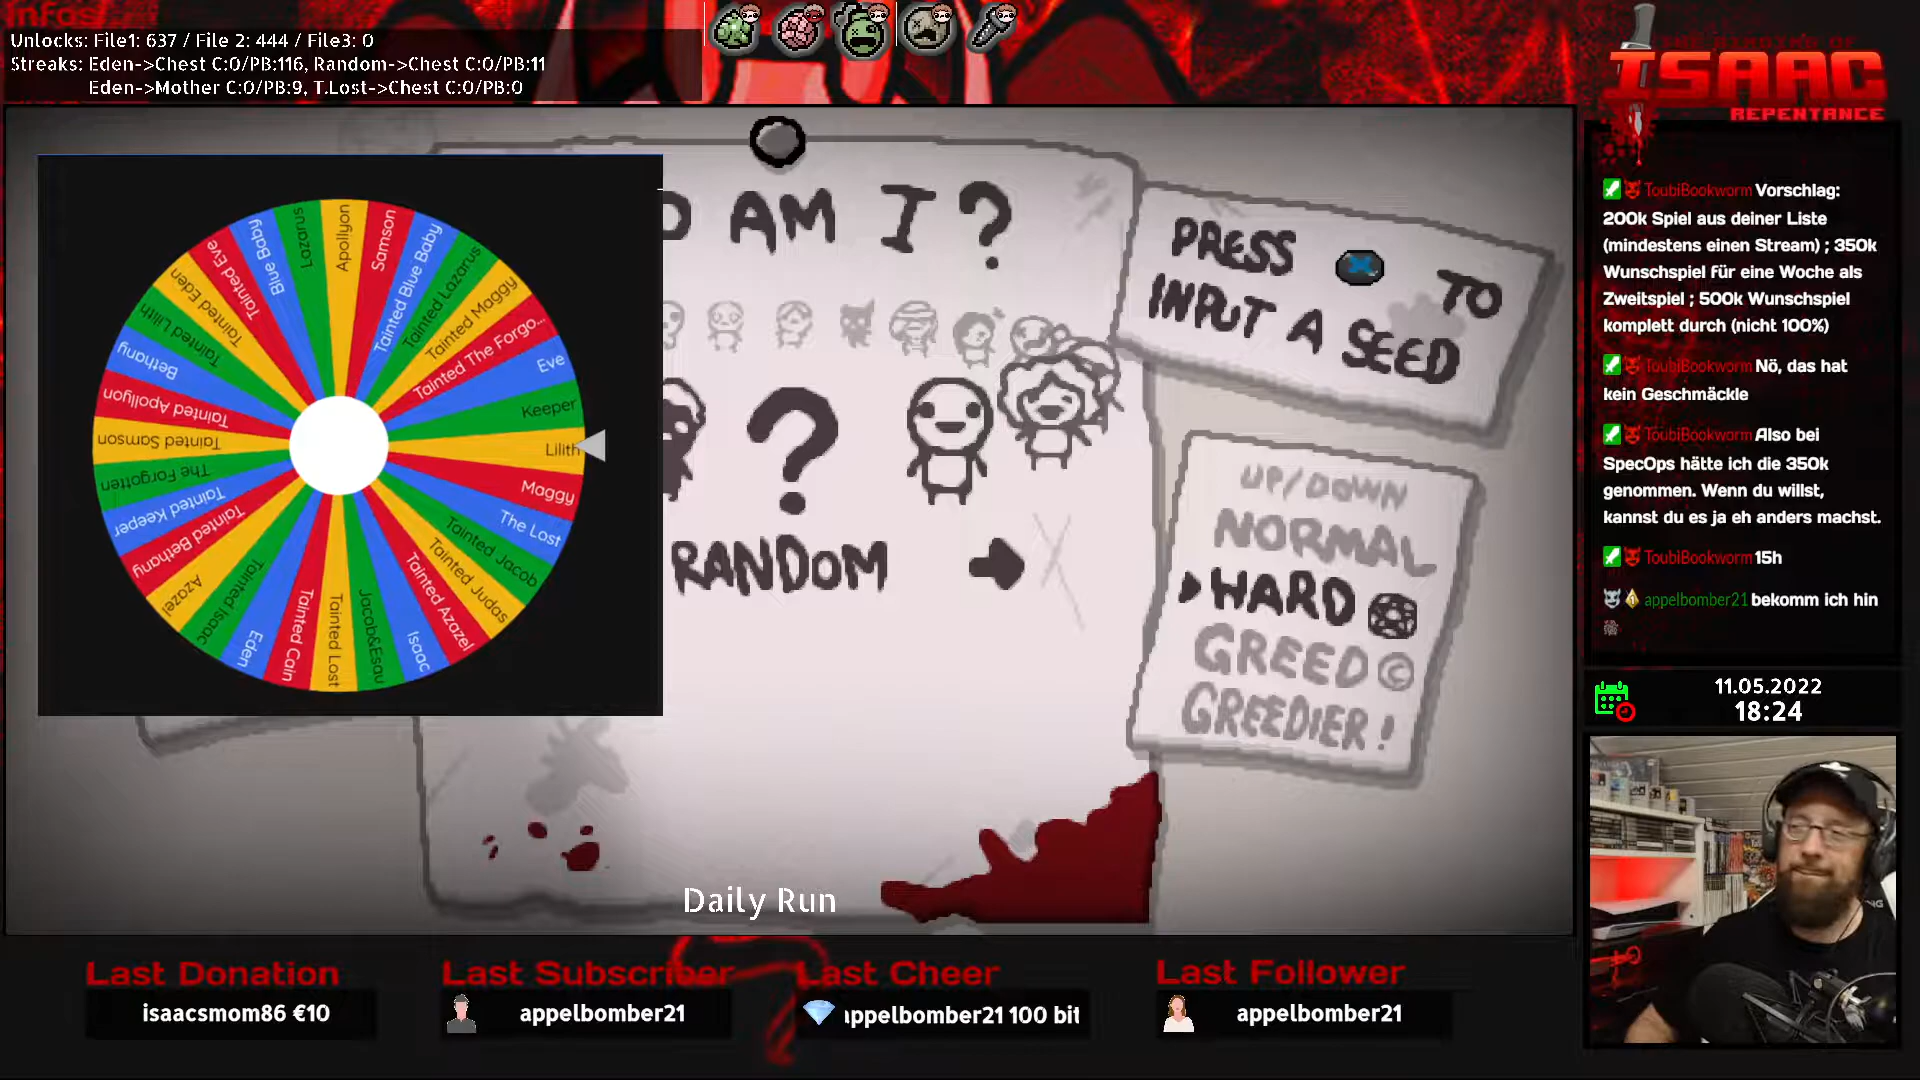 Infos
Unlocks: File1: 637 / File 2: 444 / File3: 0
Streaks: Eden->Chest C:0/PB:116, Random->Chest C:0/PB:11
Eden->Mother C:0/PB:9, T.Lost->Chest C:0/PB:0
ISAAC
REPENTANCE
AM I ?
PRESS TO
INPUT A SEED
RANDOM
UP/DOWN
NORMAL
HARD
GREED
GREEDIER!
Daily Run
Samson
Tainted Blue Baby
Tainted Lazarus
Tainted Maggy
Tainted The Forgo...
Eve
Keeper
Lilith
Maggy
The Lost
Tainted Jacob
Tainted Judas
Tainted Azazel
Isaac
Jacob&Esau
Tainted Lost
Tainted Cain
Eden
Tainted Isaac
Azazel
Tainted Bethany
Tainted Keeper
The Forgotten
Tainted Samson
Tainted Apollyon
Bethany
Tainted Lilith
Tainted Eden
Tainted Eve
Blue Baby
Lazarus
Apollyon
ToubiBookworm Vorschlag:
200k Spiel aus deiner Liste
(mindestens einen Stream) ; 350k
Wunschspiel für eine Woche als
Zweitspiel ; 500k Wunschspiel
komplett durch (nicht 100%)
ToubiBookworm Nö, das hat
kein Geschmäckle
ToubiBookworm Also bei
SpecOps hätte ich die 350k
genommen. Wenn du willst,
kannst du es ja eh anders machst.
ToubiBookworm 15h
appelbomber21 bekomm ich hin
11.05.2022
18:24
Last Donation
isaacsmom86 €10
Last Subscriber
appelbomber21
Last Cheer
appelbomber21 100 bit
Last Follower
appelbomber21